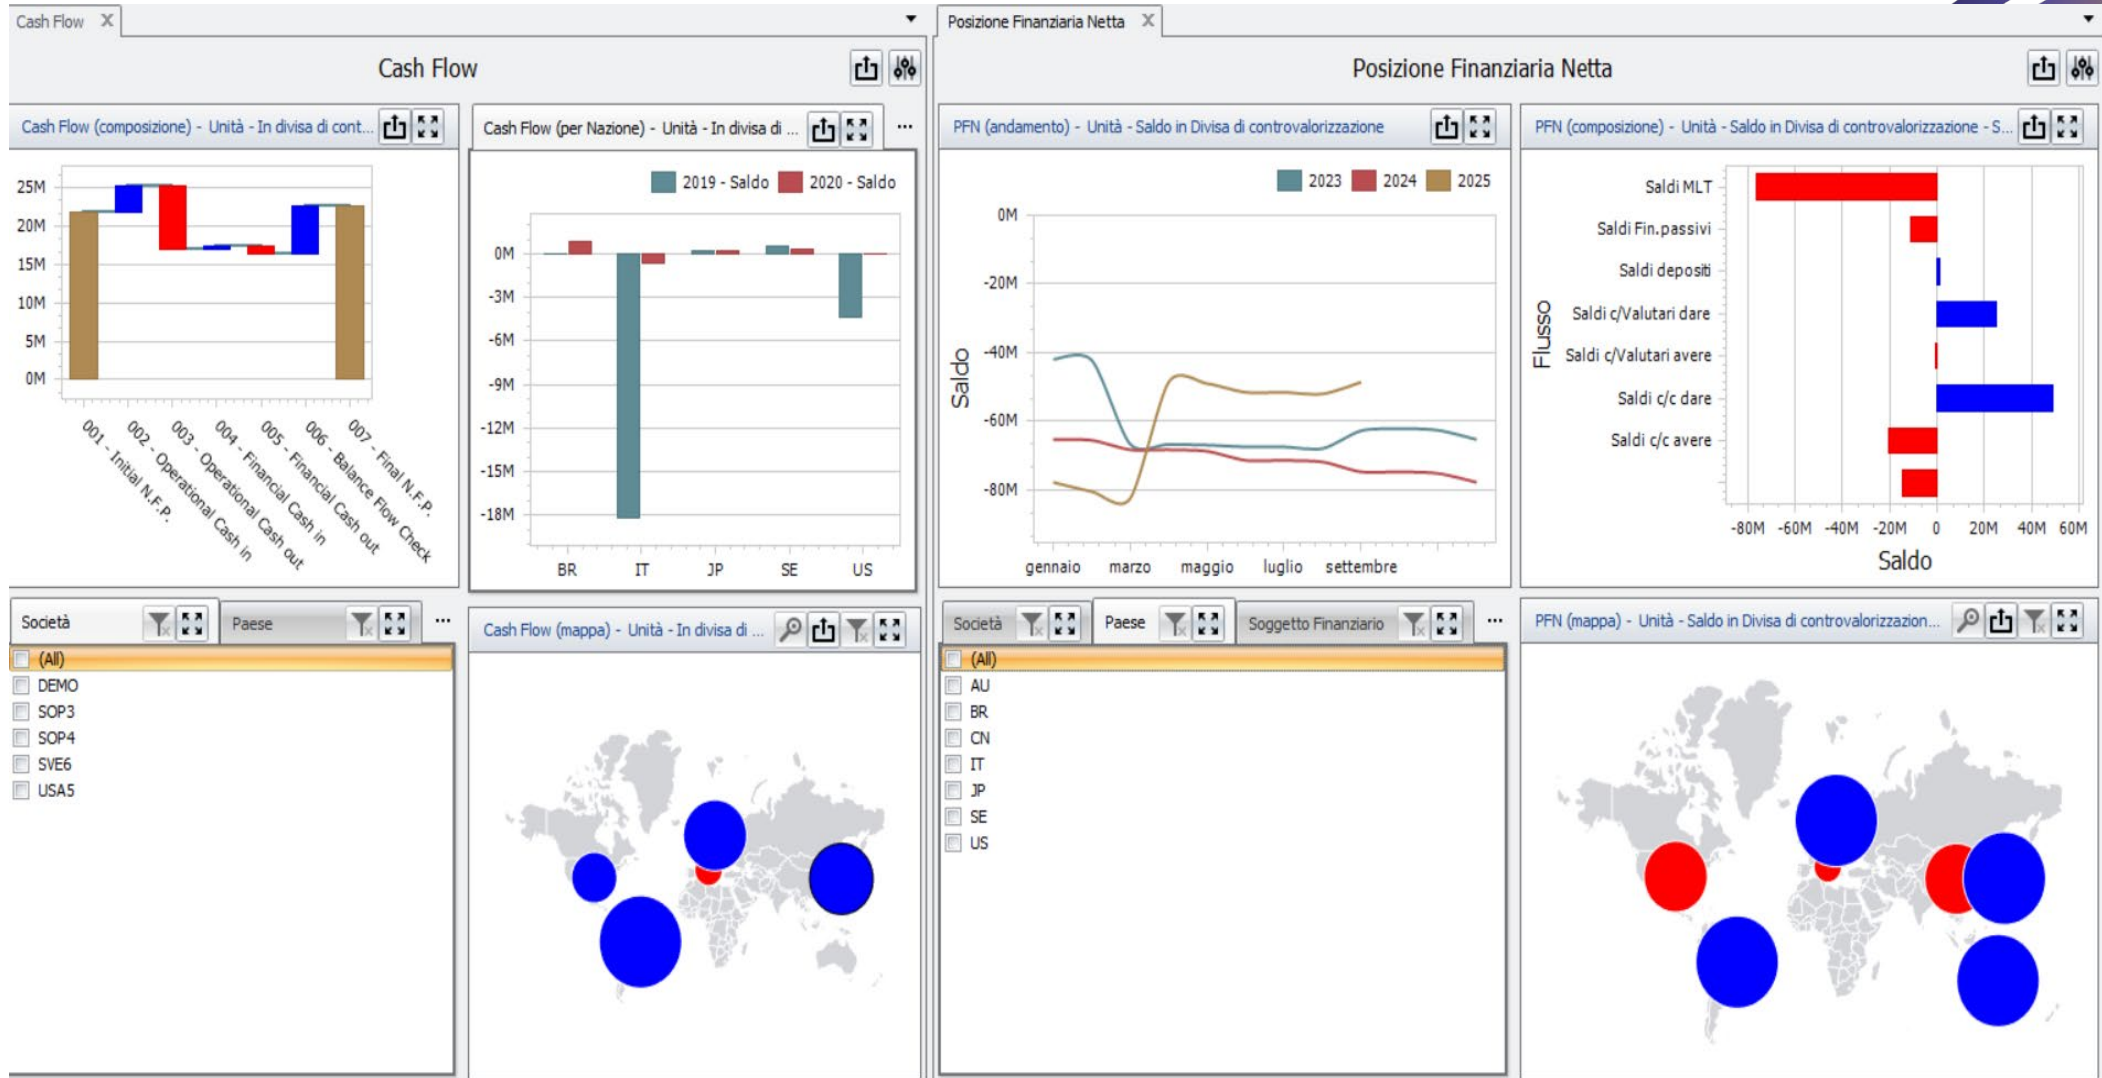 Cash Flow X
Cash Flow
Cash Flow (composizione) - Unità - In divisa di cont...
25M
20M
15M
10M
5M
0M
001 - Initial N.F.P.
002 - Operational Cash in
003 - Operational Cash out
004 - Financial Cash in
005 - Financial Cash out
006 - Balance Flow Check
007 - Final N.F.P.
Cash Flow (per Nazione) - Unità - In divisa di ...
...
2019 - Saldo 2020 - Saldo
0M
-3M
-6M
-9M
-12M
-15M
-18M
BR IT JP SE US
Società
Paese
...
(All)
DEMO
SOP3
SOP4
SVE6
USA5
Cash Flow (mappa) - Unità - In divisa di ...
Posizione Finanziaria Netta X
Posizione Finanziaria Netta
PFN (andamento) - Unità - Saldo in Divisa di controvalorizzazione
2023 2024 2025
Saldo
0M
-20M
-40M
-60M
-80M
gennaio marzo maggio luglio settembre
PFN (composizione) - Unità - Saldo in Divisa di controvalorizzazione - S...
Flusso
Saldi MLT
Saldi Fin.passivi
Saldi depositi
Saldi c/Valutari dare
Saldi c/Valutari avere
Saldi c/c dare
Saldi c/c avere
-80M -60M -40M -20M 0 20M 40M 60M
Saldo
Società
Paese
Soggetto Finanziario
...
(All)
AU
BR
CN
IT
JP
SE
US
PFN (mappa) - Unità - Saldo in Divisa di controvalorizzazion...